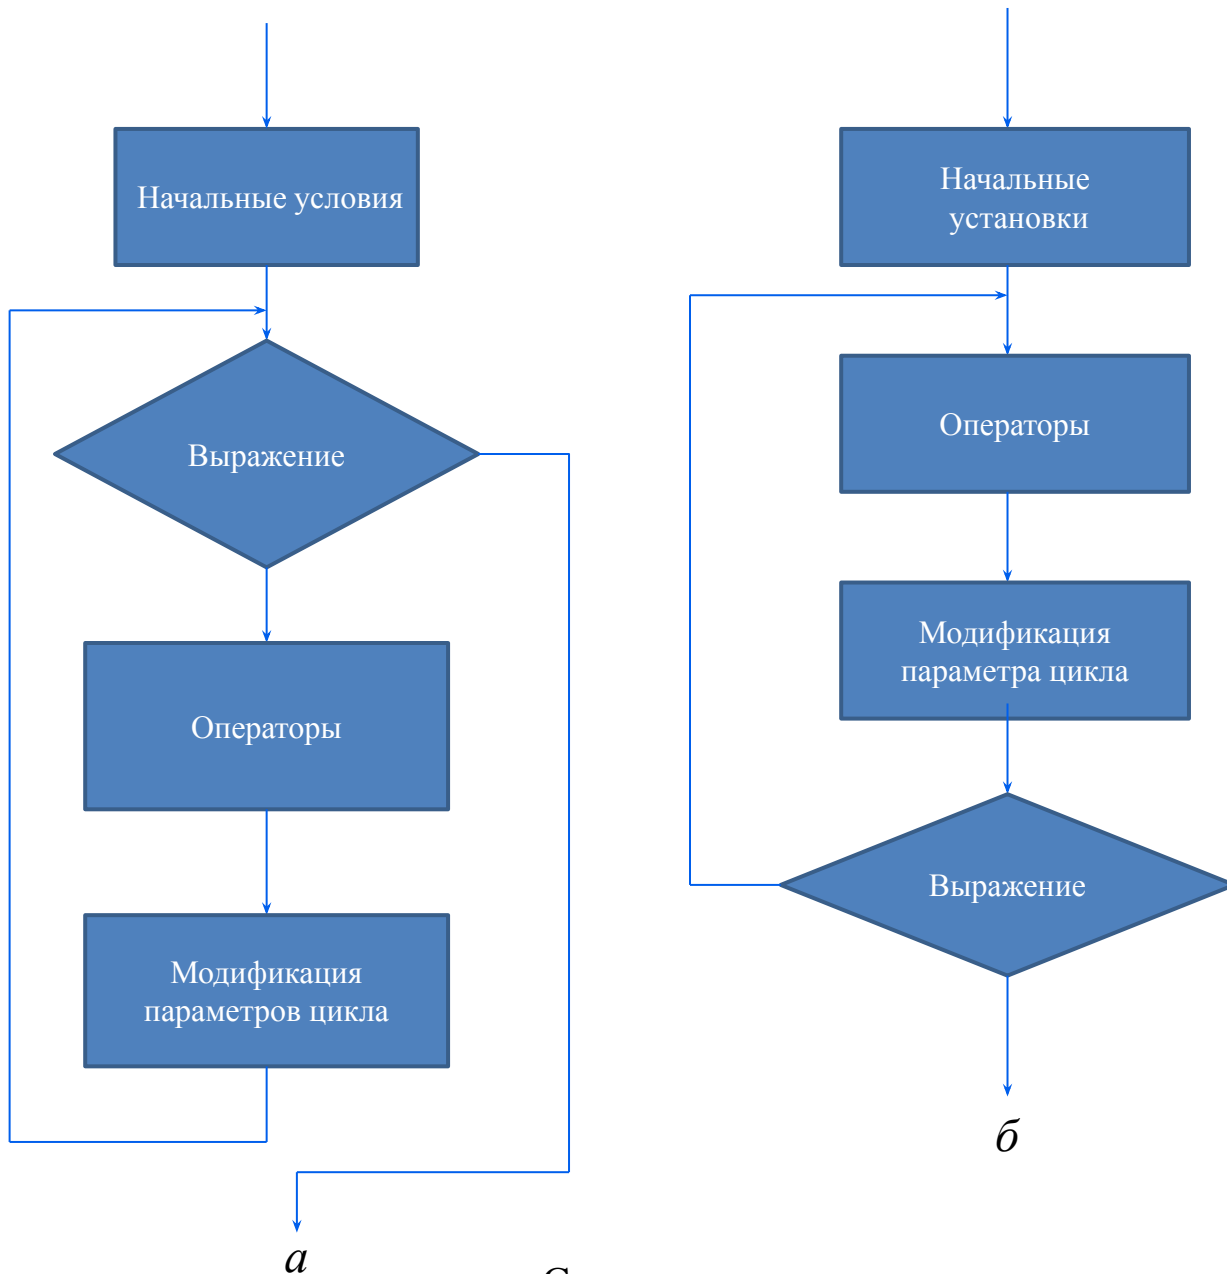 Начальные условия
Выражение
Операторы
Модификация
параметров цикла
а
Начальные
установки
Операторы
Модификация
параметра цикла
Выражение
б